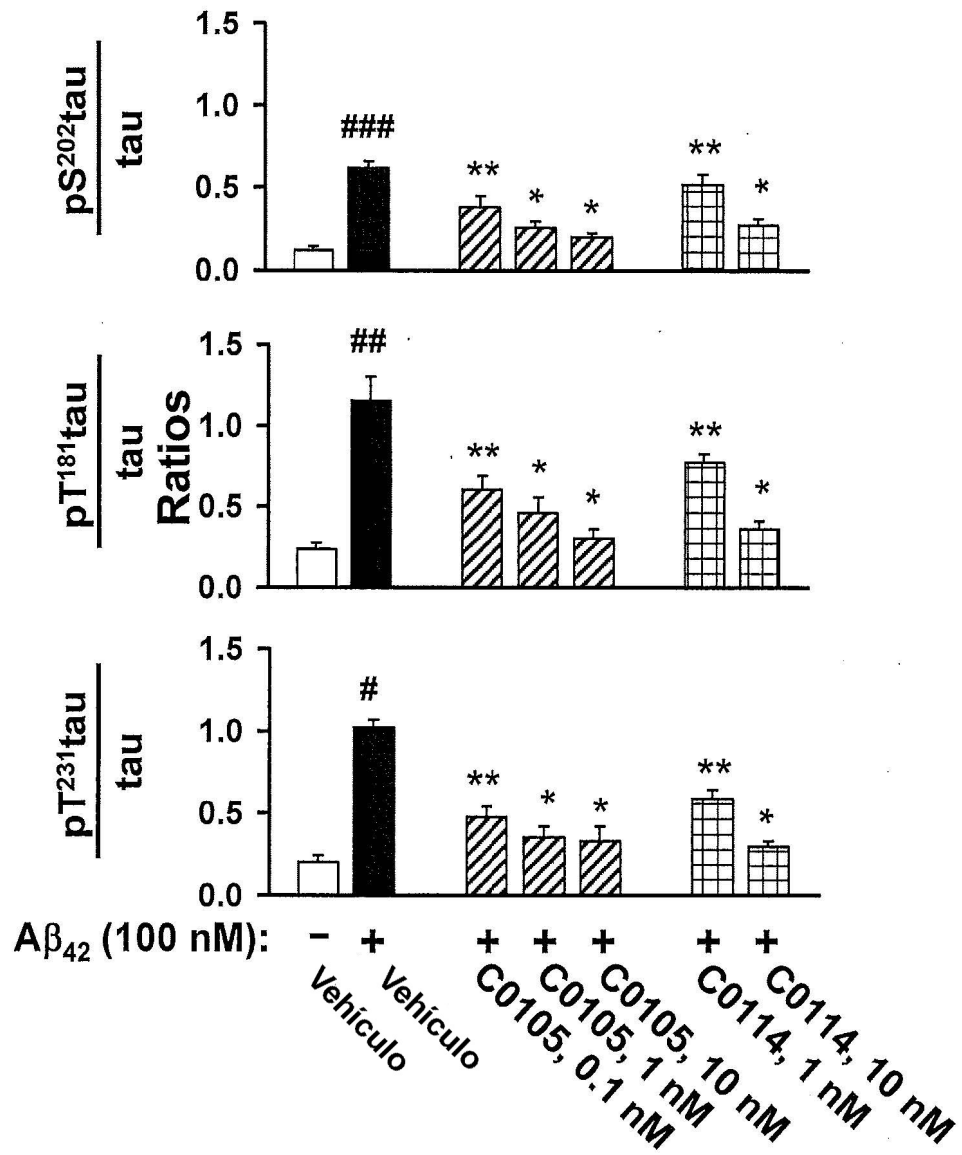 pS²⁰²tau
tau
1.5
1.0
0.5
0.0
###
**
*
*
**
*
pT¹⁸¹tau
tau
Ratios
1.5
1.0
0.5
0.0
##
**
*
*
**
*
pT²³¹tau
tau
1.5
1.0
0.5
0.0
#
**
*
*
**
*
Aβ₄₂ (100 nM): − + + + + + +
Vehículo
Vehículo
C0105, 0.1 nM
C0105, 1 nM
C0105, 10 nM
C0114, 1 nM
C0114, 10 nM